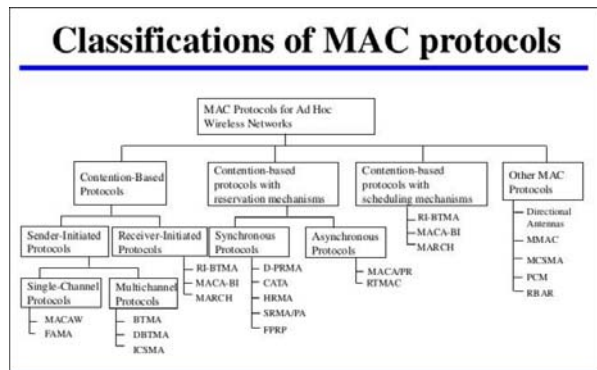 Classifications of MAC protocols
MAC Protocols for Ad Hoc
Wireless Networks
Contention-Based
Protocols
Contention-based
protocols with
reservation mechanisms
Contention-based
protocols with
scheduling mechanisms
Other MAC
Protocols
Sender-Initiated
Protocols
Receiver-Initiated
Protocols
Synchronous
Protocols
Asynchronous
Protocols
RI-BTMA
MACA-BI
MARCH
Directional
Antennas
MMAC
MCSMA
PCM
RBAR
Single-Channel
Protocols
Multichannel
Protocols
RI-BTMA
MACA-BI
MARCH
D-PRMA
CATA
HRMA
SRMA/PA
FPRP
MACA/PR
RTMAC
MACAW
FAMA
BTMA
DBTMA
ICSMA